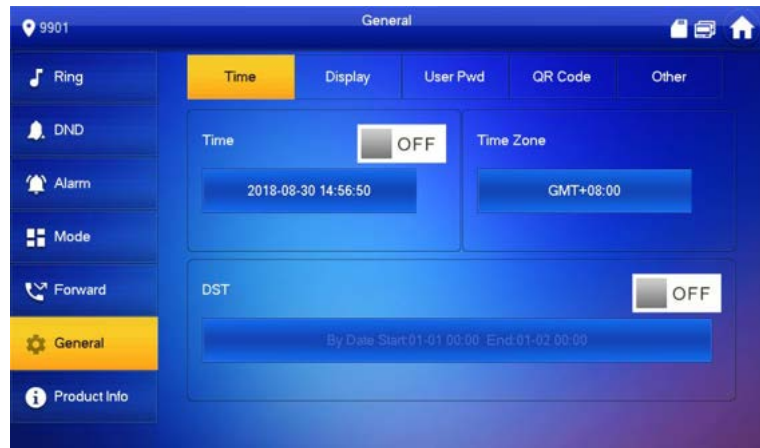 9901
General
Ring
DND
Alarm
Mode
Forward
General
Product Info
Time
Display
User Pwd
QR Code
Other
Time
OFF
2018-08-30 14:56:50
Time Zone
GMT+08:00
DST
OFF
By Date Start:01-01 00:00 End:01-02 00:00